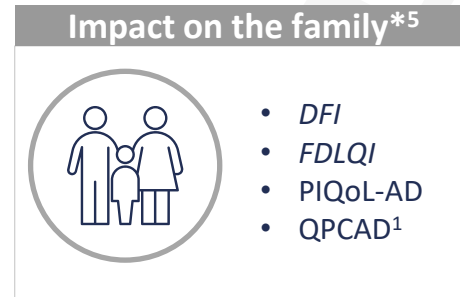 Impact on the family*5
• DFI
• FDLQI
• PIQoL-AD
• QPCAD1